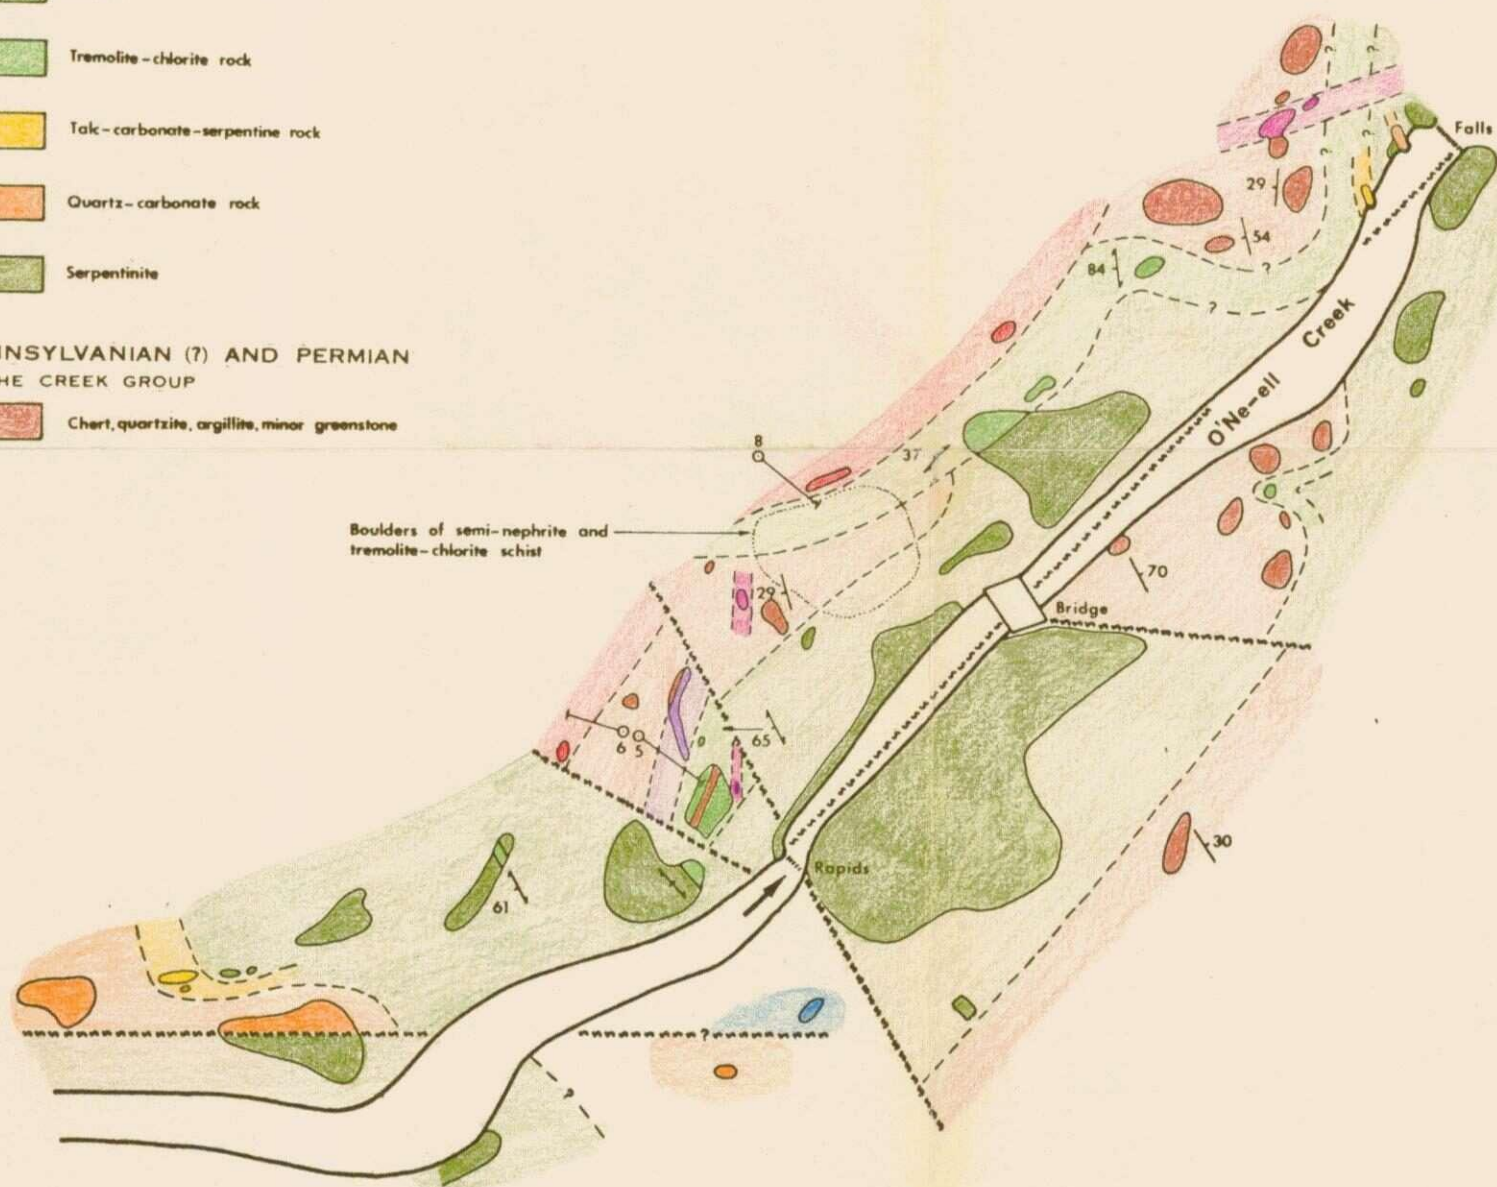 Tremolite-chlorite rock
Talc-carbonate-serpentine rock
Quartz-carbonate rock
Serpentinite
NSYLVANIAN (?) AND PERMIAN
HE CREEK GROUP
Chert, quartzite, argillite, minor greenstone
?
?
Falls
?
?
29
54
84
?
?
O'Ne-ell Creek
8
37
Boulders of semi-nephrite and
tremolite-chlorite schist
70
29
Bridge
65
6
5
30
Rapids
61
?
?